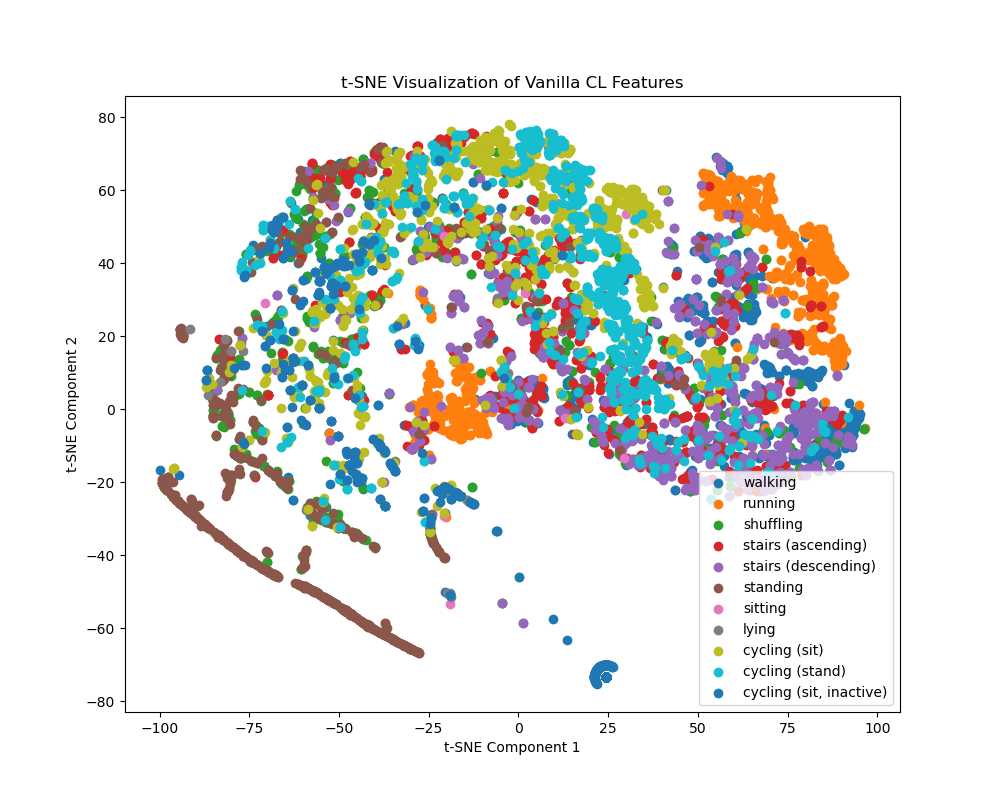 t-SNE Visualization of Vanilla CL Features
80
60
40
20
0
−20
−40
−60
−80
t-SNE Component 2
walking
running
shuffling
stairs (ascending)
stairs (descending)
standing
sitting
lying
cycling (sit)
cycling (stand)
cycling (sit, inactive)
−100
−75
−50
−25
0
25
50
75
100
t-SNE Component 1